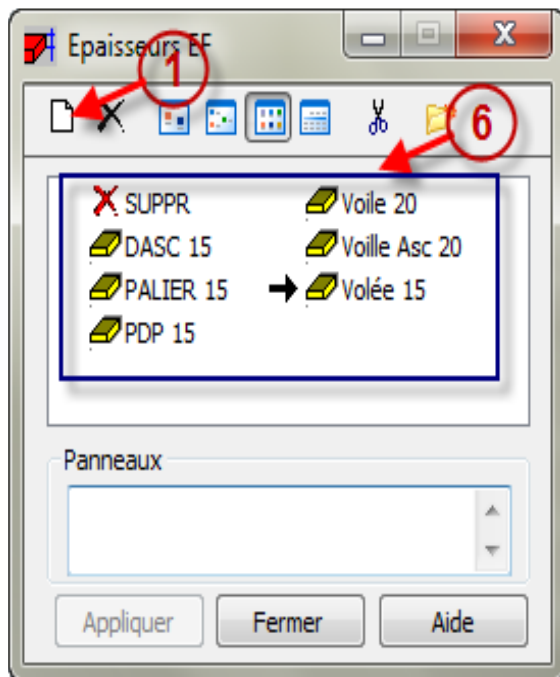 Epaisseurs EF
1
6
SUPPR Voile 20
DASC 15 Voille Asc 20
PALIER 15 Volée 15
PDP 15
Panneaux
Appliquer Fermer Aide